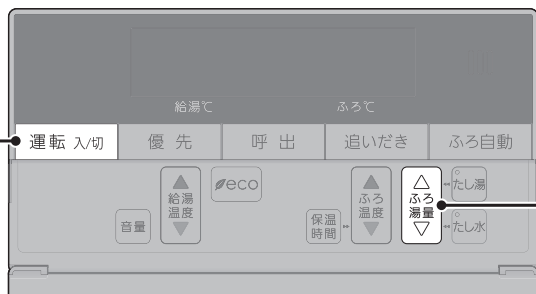 給湯℃ ふろ℃
運転 入/切 優先 呼出 追いだき ふろ自動
給湯温度
eco
音量
保温時間
ふろ温度
ふろ湯量
たし湯
たし水